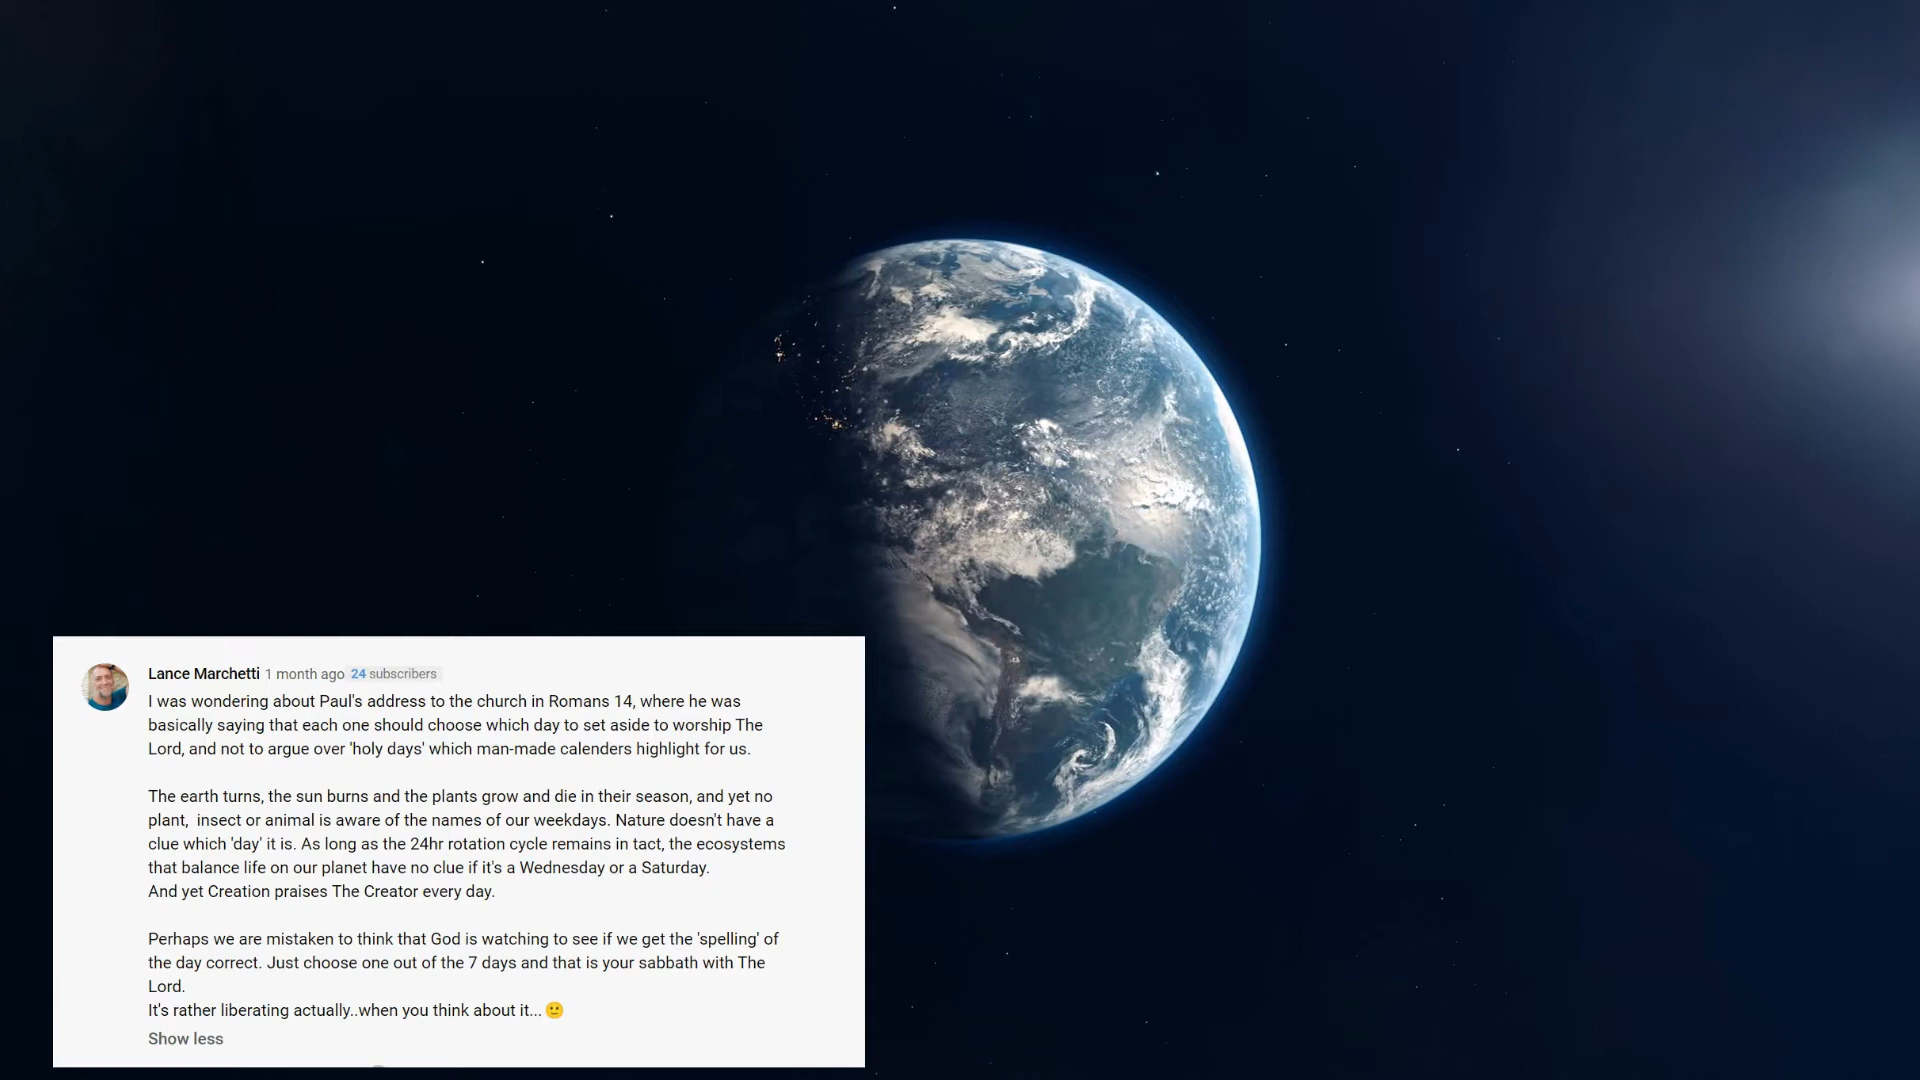 Lance Marchetti 1 month ago 24 subscribers
I was wondering about Paul's address to the church in Romans 14, where he was
basically saying that each one should choose which day to set aside to worship The
Lord, and not to argue over 'holy days' which man-made calenders highlight for us.
The earth turns, the sun burns and the plants grow and die in their season, and yet no
plant,  insect or animal is aware of the names of our weekdays. Nature doesn't have a
clue which 'day' it is. As long as the 24hr rotation cycle remains in tact, the ecosystems
that balance life on our planet have no clue if it's a Wednesday or a Saturday.
And yet Creation praises The Creator every day.
Perhaps we are mistaken to think that God is watching to see if we get the 'spelling' of
the day correct. Just choose one out of the 7 days and that is your sabbath with The
Lord.
It's rather liberating actually..when you think about it... 🙂
Show less